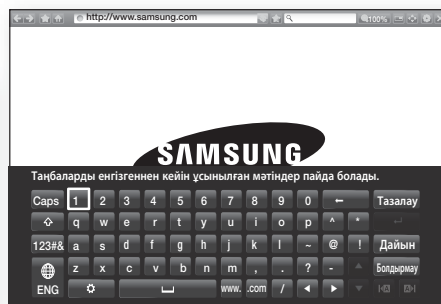 http://www.samsung.com 100%
SAMSUNG
Таңбаларды енгізгеннен кейін ұсынылған мәтіндер пайда болады.
Caps 1 2 3 4 5 6 7 8 9 0 Тазалау
q w e r t y u i o p ^ *
123#& a s d f g h j k l ~ @ ! Дайын
z x c v b n m , . ? - Болдырмау
ENG www. .com /